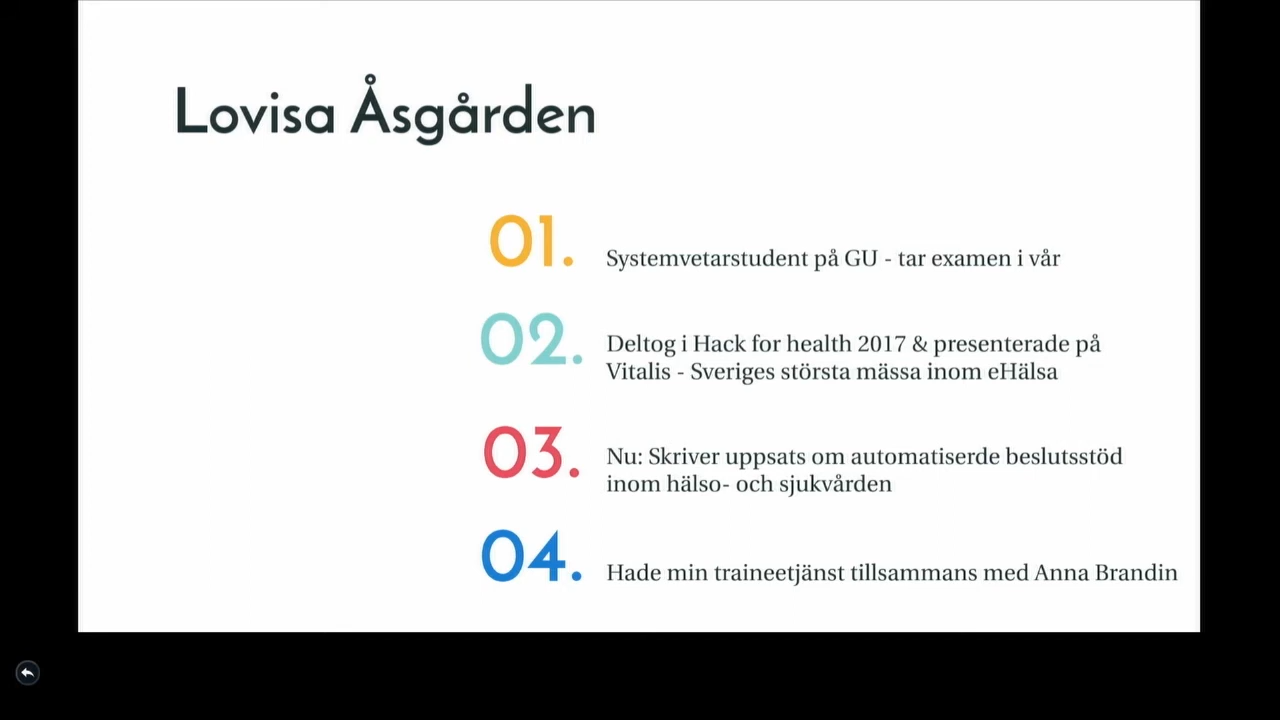 Lovisa Åsgården
01. Systemvetarstudent på GU - tar examen i vår
02. Deltog i Hack for health 2017 & presenterade på
Vitalis - Sveriges största mässa inom eHälsa
03. Nu: Skriver uppsats om automatiserde beslutsstöd
inom hälso- och sjukvården
04. Hade min traineetjänst tillsammans med Anna Brandin